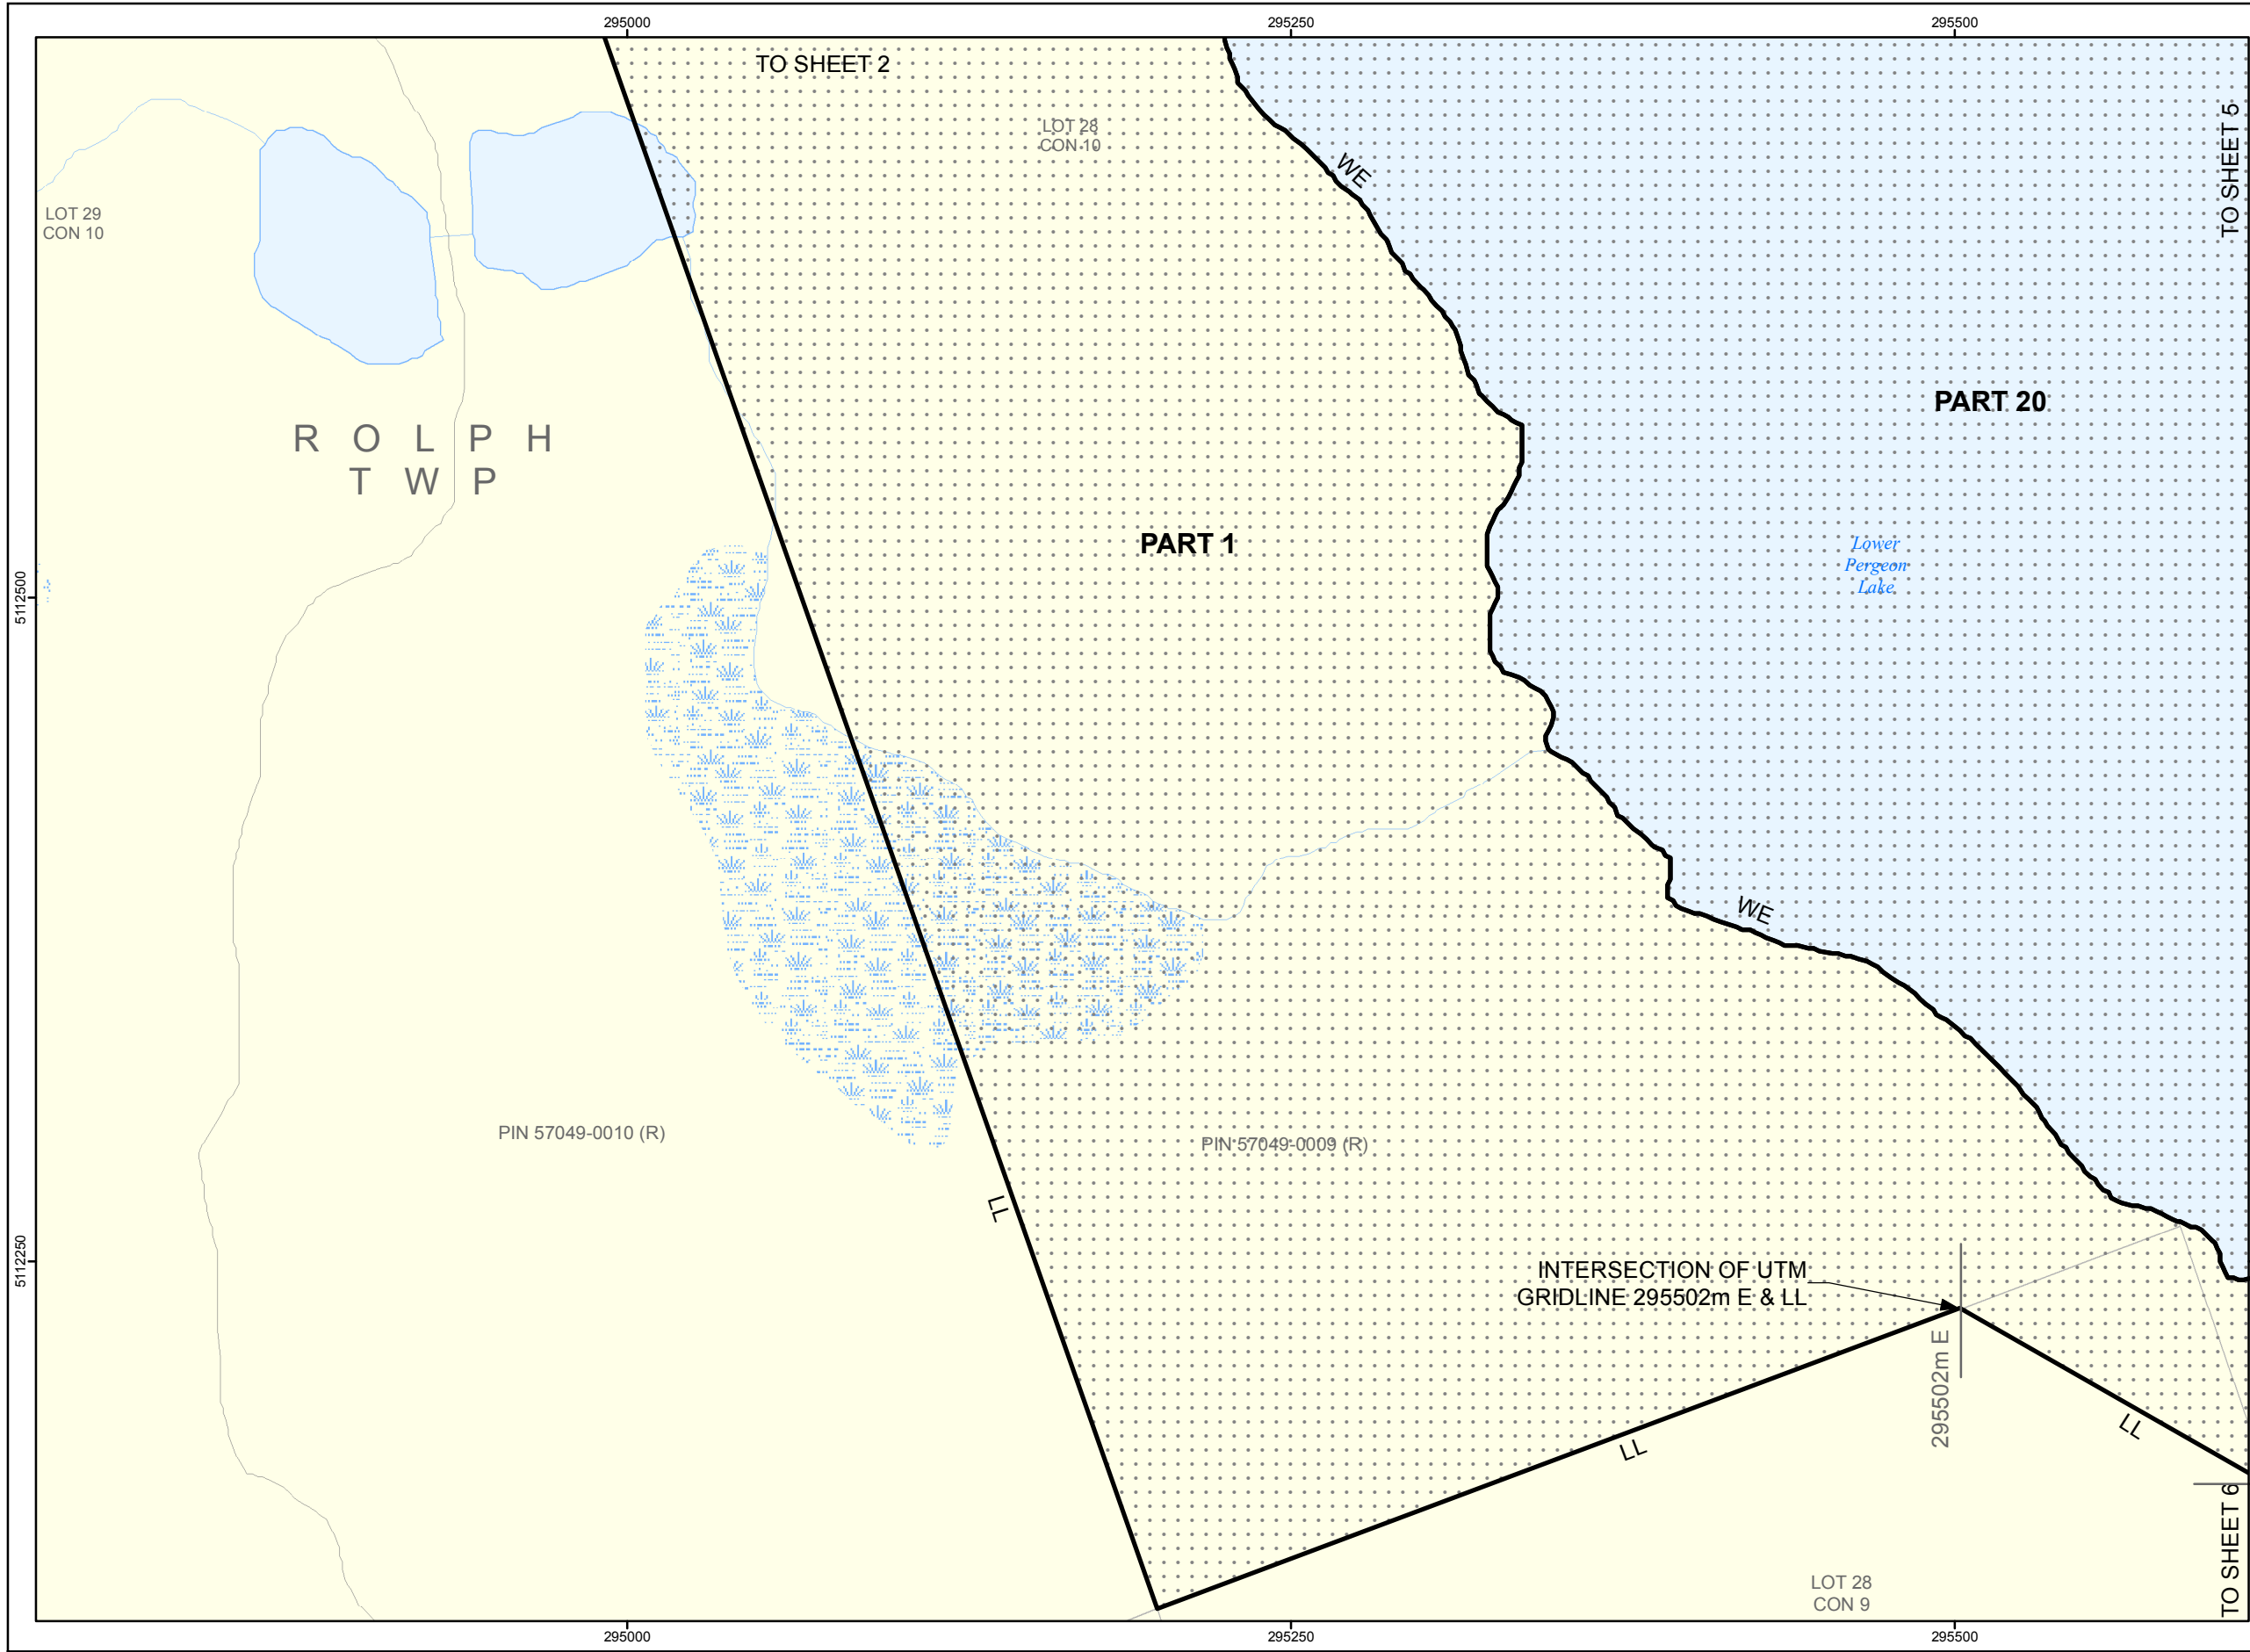 295000
295250
295500
TO SHEET 2
TO SHEET 5
LOT 28
CON 10
WE
LOT 29
CON 10
PART 20
ROLPH
TWP
PART 1
Lower
Pergeon
Lake
5112500
WE
PIN 57049-0010 (R)
PIN 57049-0009 (R)
LL
5112250
INTERSECTION OF UTM
GRIDLINE 295502m E & LL
295502m E
LL
LL
TO SHEET 6
LOT 28
CON 9
295000
295250
295500